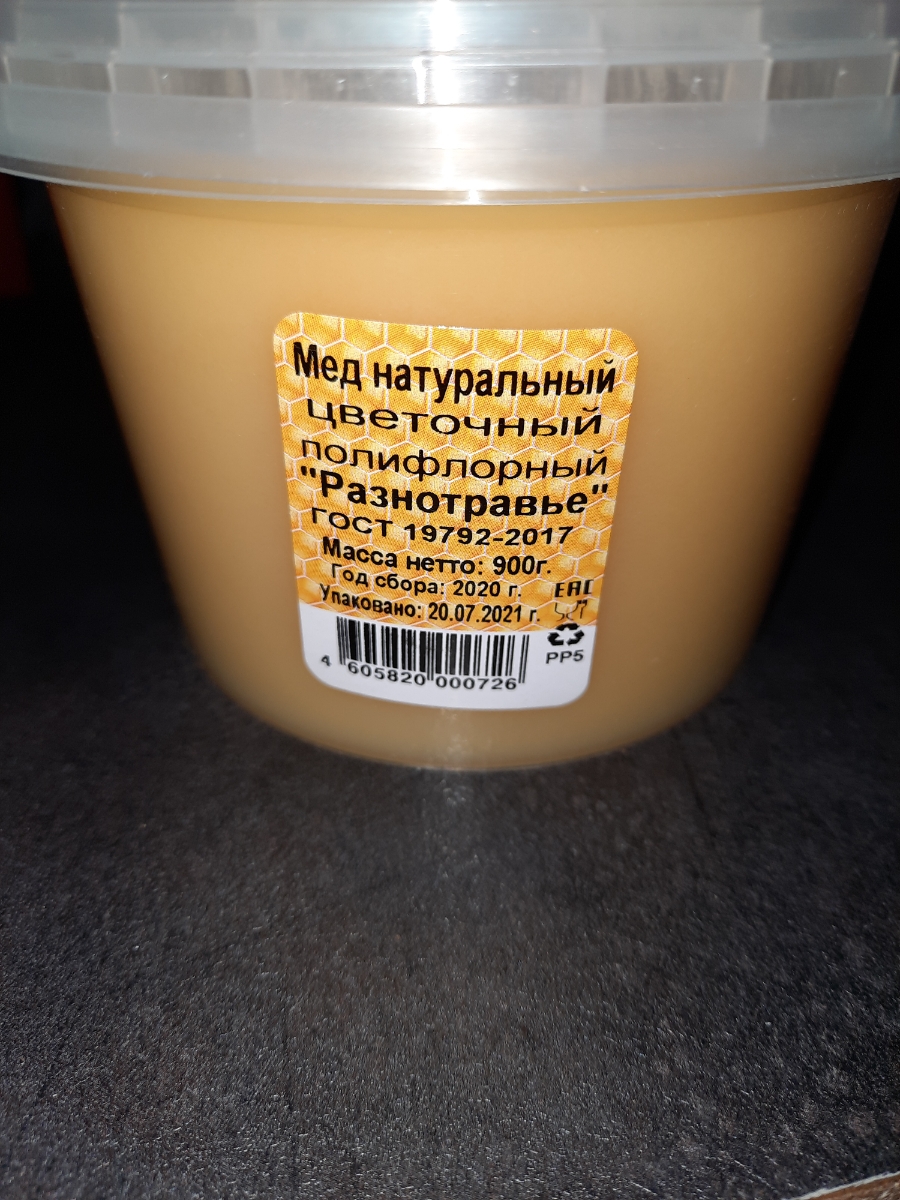 Мед натуральный
цветочный
полифлорный
"Разнотравье"
ГОСТ 19792-2017
Масса нетто: 900г.
Год сбора: 2020 г.
Упаковано: 20.07.2021 г.
EAC
PP5
4 605820 000726